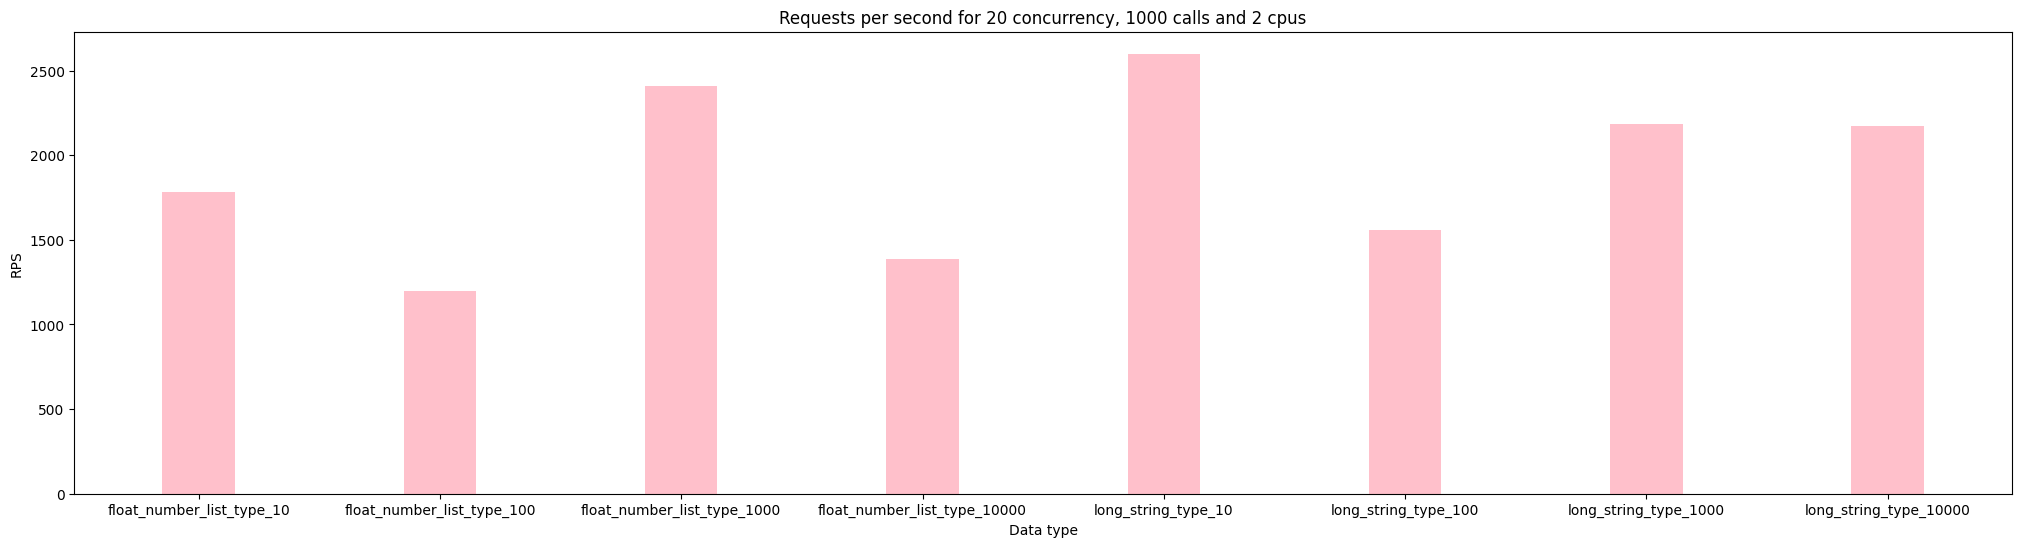 Requests per second for 20 concurrency, 1000 calls and 2 cpus
2500
2000
1500
1000
500
0
RPS
float_number_list_type_10 float_number_list_type_100 float_number_list_type_1000 float_number_list_type_10000 long_string_type_10 long_string_type_100 long_string_type_1000 long_string_type_10000
Data type